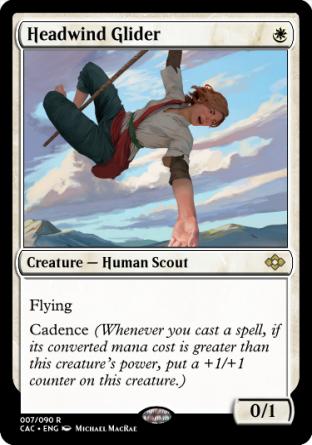 Headwind Glider
Creature — Human Scout
Flying
Cadence (Whenever you cast a spell, if
its converted mana cost is greater than
this creature's power, put a +1/+1
counter on this creature.)
0/1
007/090 R
CAC • ENG Michael MacRae